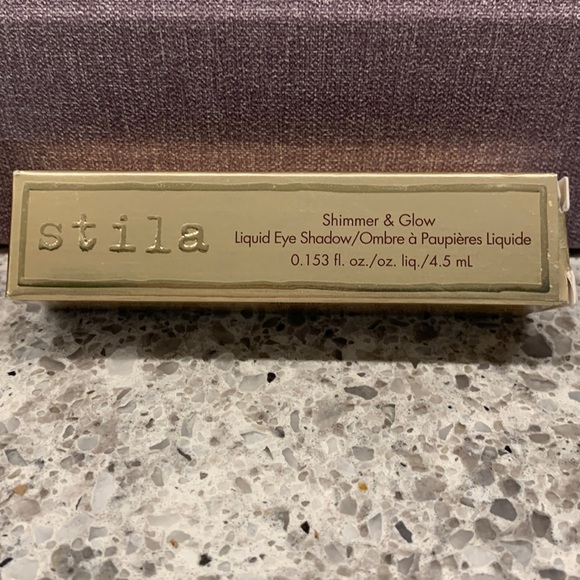 stila
Shimmer & Glow
Liquid Eye Shadow/Ombre à Paupières Liquide
0.153 fl. oz./oz. liq./4.5 mL